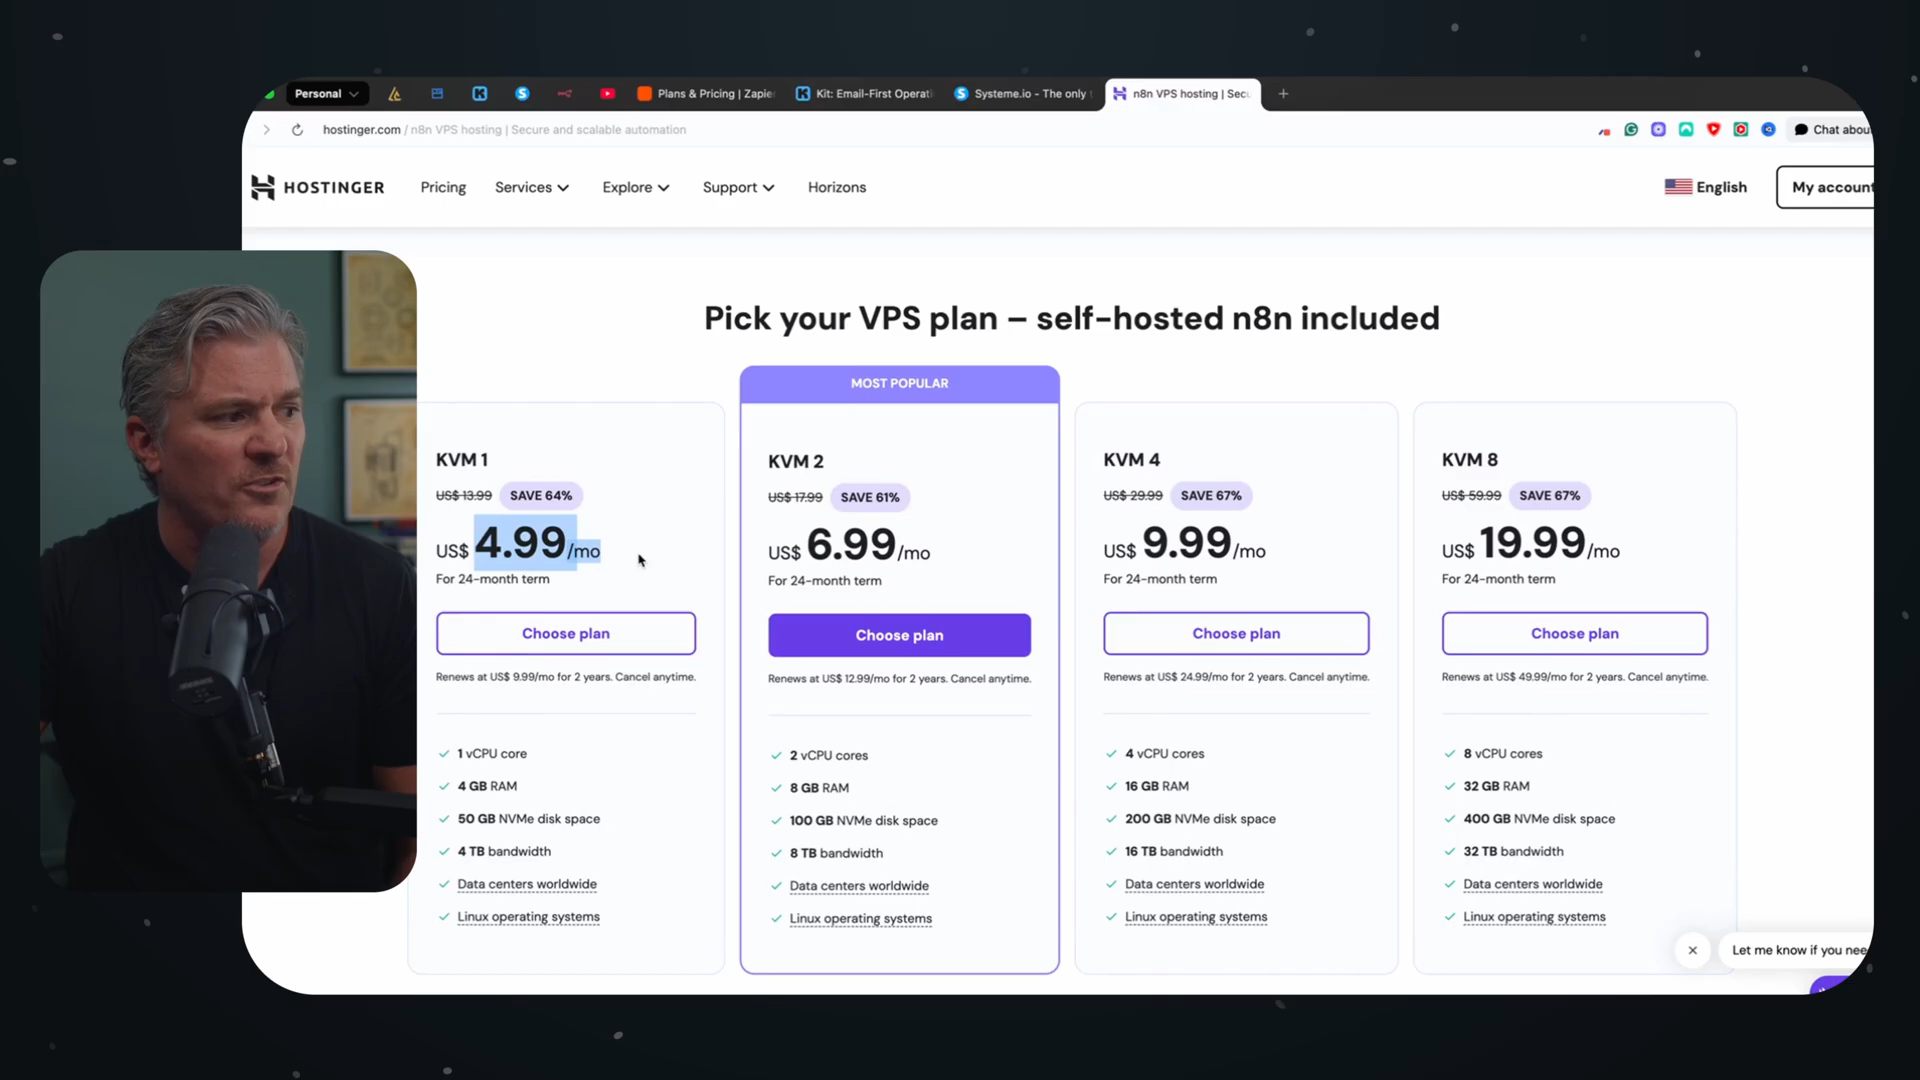 Personal
Plans & Pricing | Zapier
Kit: Email-First Operati
Systeme.io - The only
n8n VPS hosting | Secu
hostinger.com / n8n VPS hosting | Secure and scalable automation
Chat abou
HOSTINGER
Pricing
Services
Explore
Support
Horizons
English
My account
Pick your VPS plan – self-hosted n8n included
KVM 1
US$ 13.99 SAVE 64%
US$ 4.99/mo
For 24-month term
Choose plan
Renews at US$ 9.99/mo for 2 years. Cancel anytime.
1 vCPU core
4 GB RAM
50 GB NVMe disk space
4 TB bandwidth
Data centers worldwide
Linux operating systems
MOST POPULAR
KVM 2
US$ 17.99 SAVE 61%
US$ 6.99/mo
For 24-month term
Choose plan
Renews at US$ 12.99/mo for 2 years. Cancel anytime.
2 vCPU cores
8 GB RAM
100 GB NVMe disk space
8 TB bandwidth
Data centers worldwide
Linux operating systems
KVM 4
US$ 29.99 SAVE 67%
US$ 9.99/mo
For 24-month term
Choose plan
Renews at US$ 24.99/mo for 2 years. Cancel anytime.
4 vCPU cores
16 GB RAM
200 GB NVMe disk space
16 TB bandwidth
Data centers worldwide
Linux operating systems
KVM 8
US$ 59.99 SAVE 67%
US$ 19.99/mo
For 24-month term
Choose plan
Renews at US$ 49.99/mo for 2 years. Cancel anytime.
8 vCPU cores
32 GB RAM
400 GB NVMe disk space
32 TB bandwidth
Data centers worldwide
Linux operating systems
Let me know if you nee